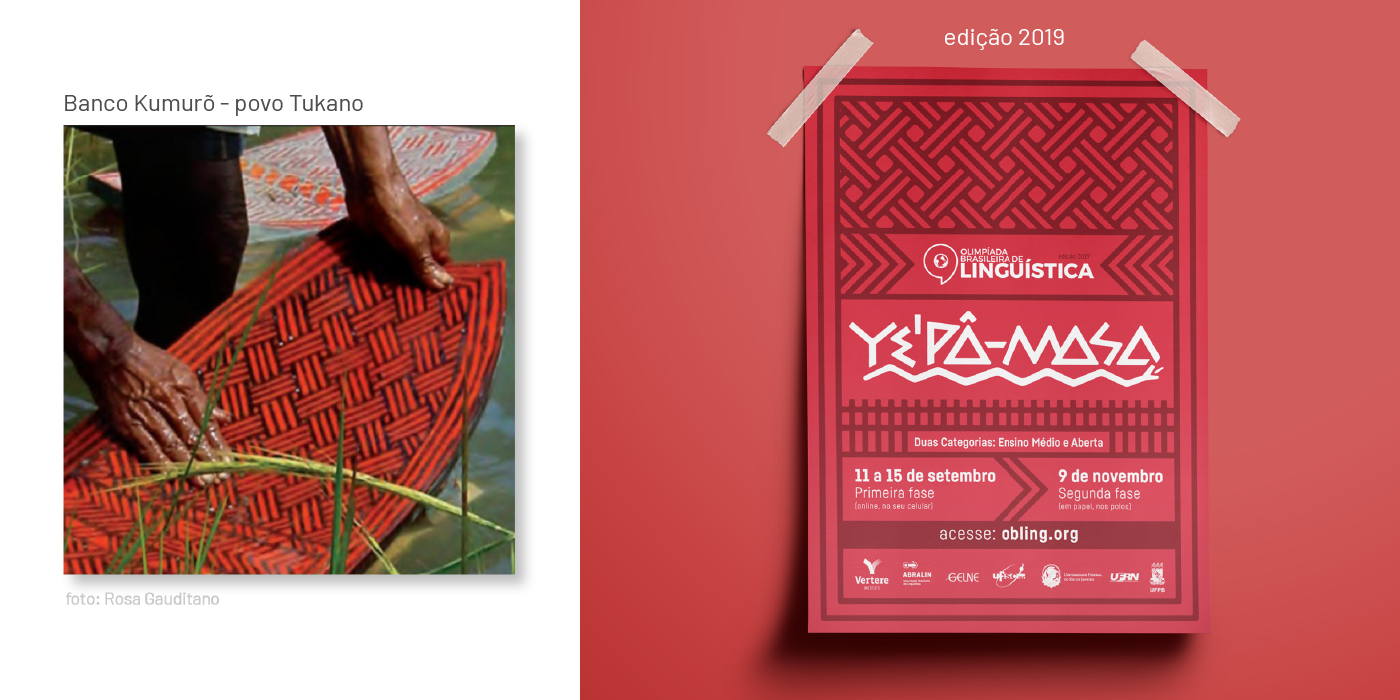 Banco Kumurõ - povo Tukano
foto: Rosa Gauditano
edição 2019
OLIMPÍADA
BRASILEIRA DE
LINGUÍSTICA
YE'PÂ-MASA
Duas Categorias: Ensino Médio e Aberta
11 a 15 de setembro
Primeira fase
(online, no seu celular)
9 de novembro
Segunda fase
(em papel, nos polos)
acesse: obling.org
Vertere
ABRALIN
GELNE
UFRN
UFPB